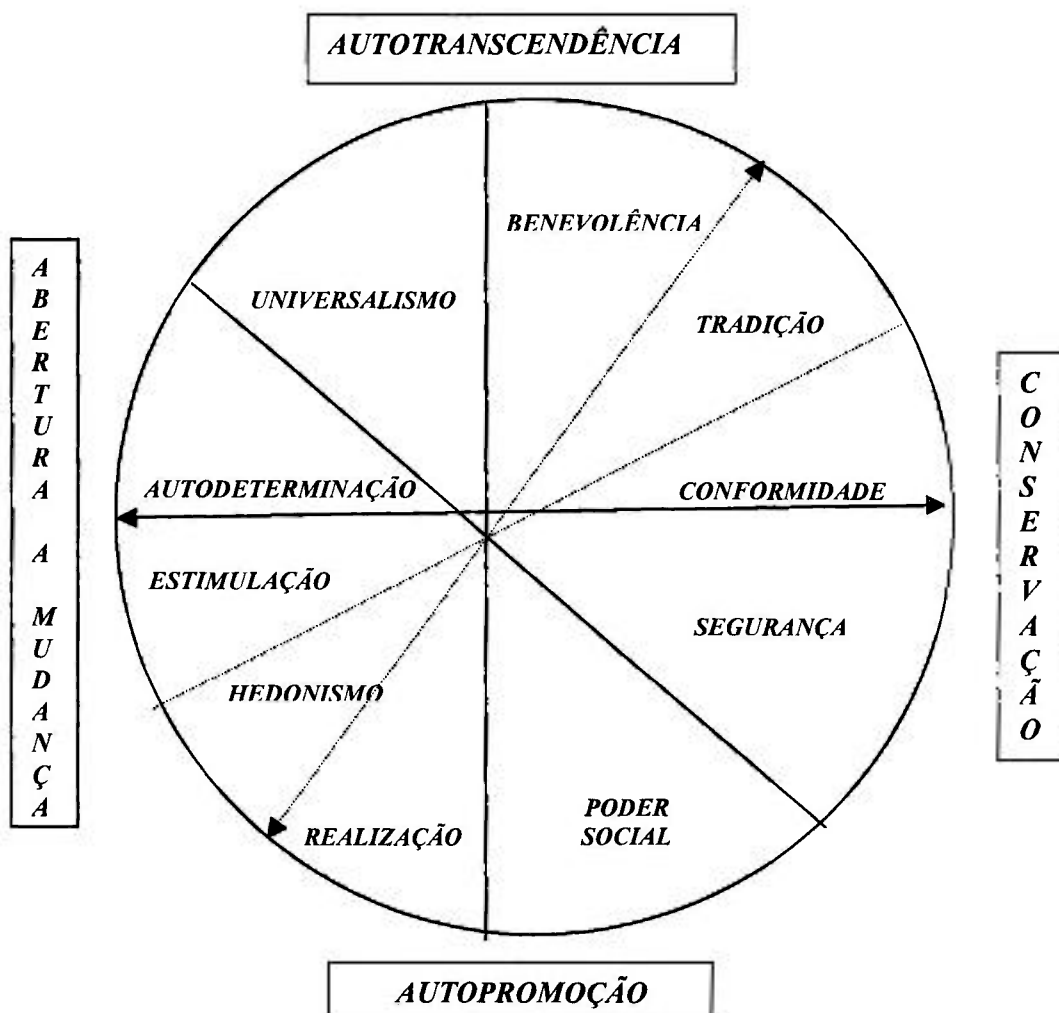 AUTOTRANSCENDÊNCIA
BENEVOLÊNCIA
UNIVERSALISMO
TRADIÇÃO
ABERTURA A MUDANÇA
CONSERVAÇÃO
AUTODETERMINAÇÃO
CONFORMIDADE
ESTIMULAÇÃO
SEGURANÇA
HEDONISMO
REALIZAÇÃO
PODER
SOCIAL
AUTOPROMOÇÃO